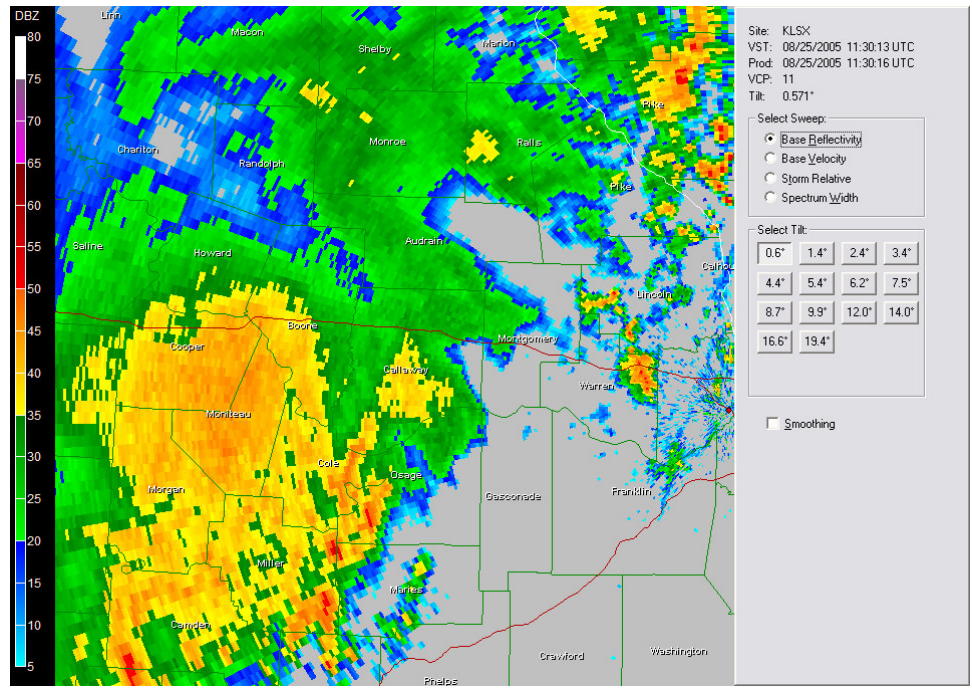 DBZ
80
75
70
65
60
55
50
45
40
35
30
25
20
15
10
5
Linn
Macon
Shelby
Marion
Pike
Chariton
Randolph
Monroe
Ralls
Pike
Saline
Howard
Audrain
Calhou
Lincoln
Boone
Cooper
Montgomery
Callaway
Warren
Moniteau
Cole
Osage
Morgan
Gasconade
Franklin
Miller
Maries
Camden
Crawford
Washington
Phelps
Site: KLSX
VST: 08/25/2005 11:30:13 UTC
Prod: 08/25/2005 11:30:16 UTC
VCP: 11
Tilt: 0.571°
Select Sweep:
Base Reflectivity
Base Velocity
Storm Relative
Spectrum Width
Select Tilt:
0.6° 1.4° 2.4° 3.4°
4.4° 5.4° 6.2° 7.5°
8.7° 9.9° 12.0° 14.0°
16.6° 19.4°
Smoothing